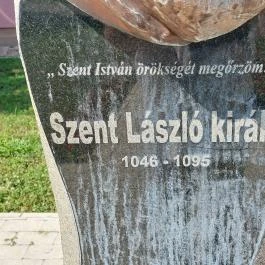 „Szent István örökségét megőrzöm
Szent László kirá
1046 - 1095